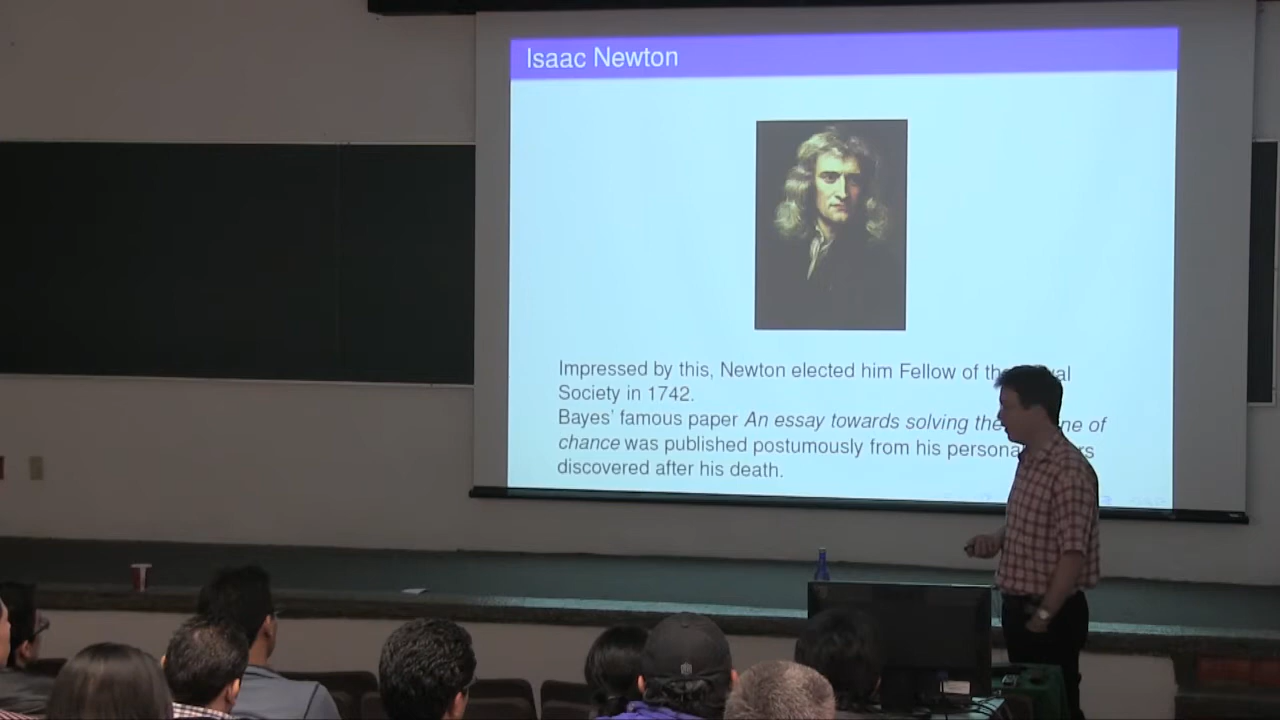 Isaac Newton
Impressed by this, Newton elected him Fellow of the
Society in 1742.
Bayes' famous paper An essay towards solving the of
chance was published postumously from his
discovered after his death.